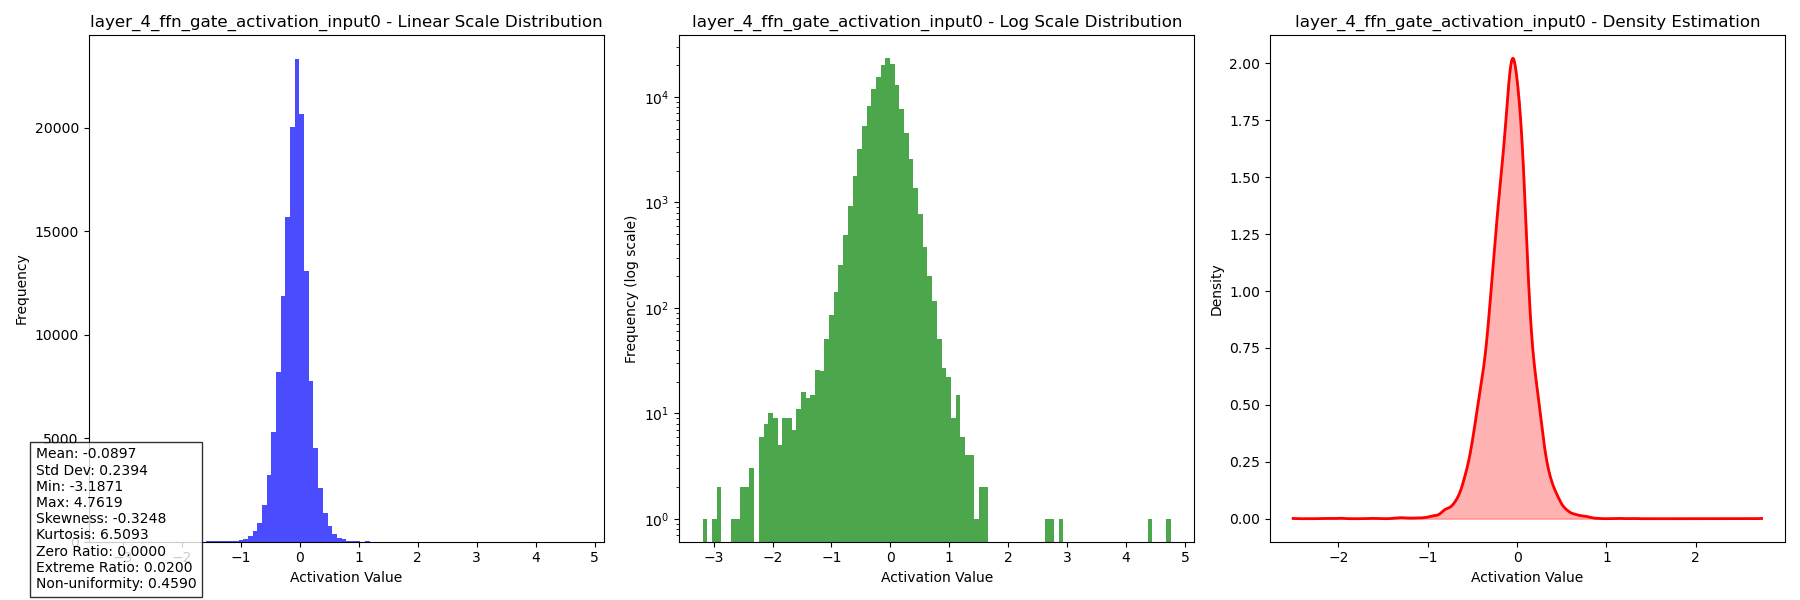 layer_4_ffn_gate_activation_input0 - Linear Scale Distribution
Frequency
20000
15000
10000
5000
0
−2
−1
0
1
2
3
4
5
Activation Value
Mean: -0.0897
Std Dev: 0.2394
Min: -3.1871
Max: 4.7619
Skewness: -0.3248
Kurtosis: 6.5093
Zero Ratio: 0.0000
Extreme Ratio: 0.0200
Non-uniformity: 0.4590
layer_4_ffn_gate_activation_input0 - Log Scale Distribution
Frequency (log scale)
10⁴
10³
10²
10¹
10⁰
−3
−2
−1
0
1
2
3
4
5
Activation Value
layer_4_ffn_gate_activation_input0 - Density Estimation
Density
2.00
1.75
1.50
1.25
1.00
0.75
0.50
0.25
0.00
−2
−1
0
1
2
Activation Value